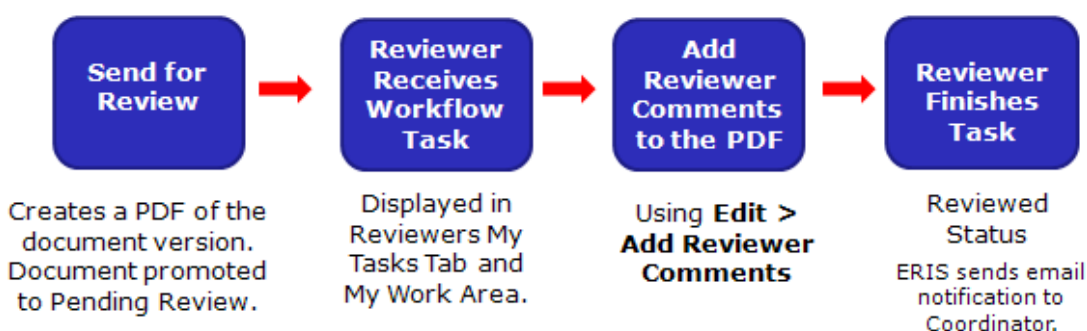 Send for
Review
Reviewer
Receives
Workflow
Task
Add
Reviewer
Comments
to the PDF
Reviewer
Finishes
Task
Creates a PDF of the
document version.
Document promoted
to Pending Review.
Displayed in
Reviewers My
Tasks Tab and
My Work Area.
Using Edit >
Add Reviewer
Comments
Reviewed
Status
ERIS sends email
notification to
Coordinator.